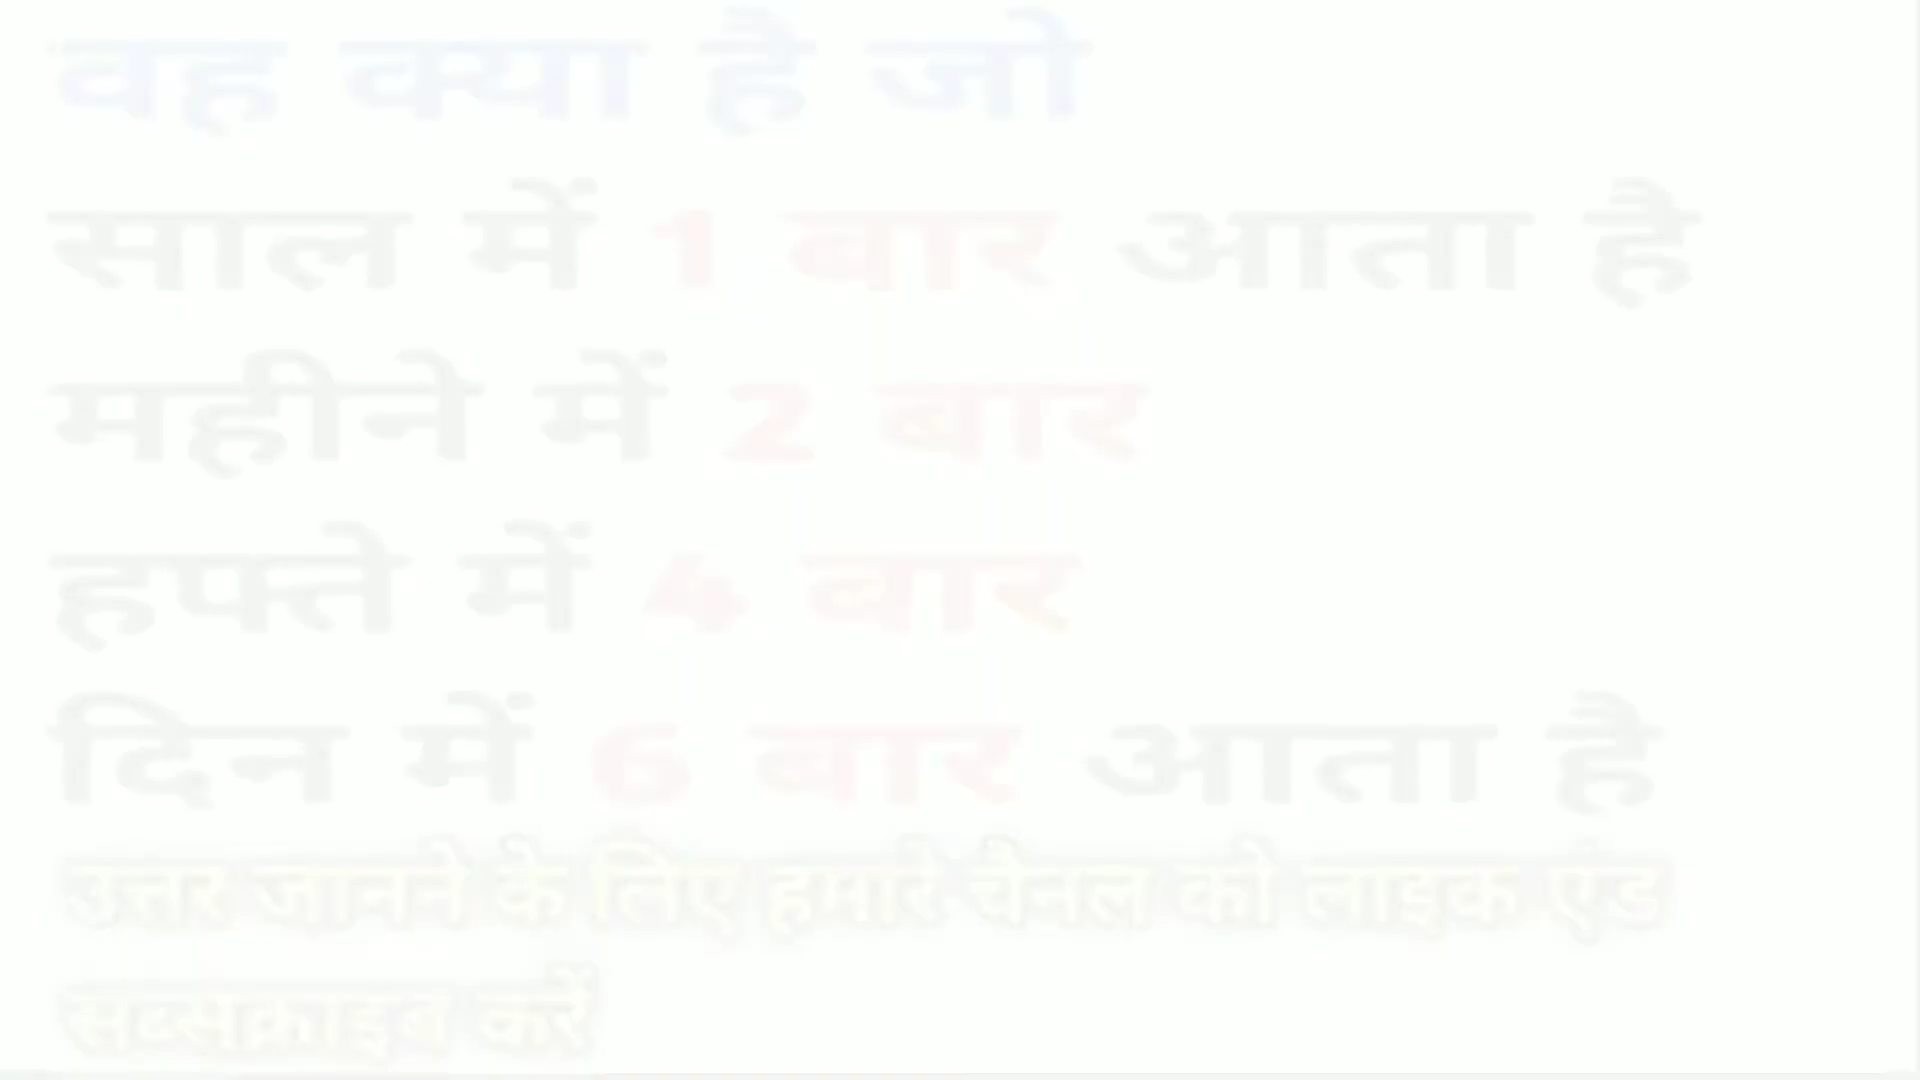 वह क्या है जो
साल में 1 बार आता है
महीने में 2 बार
हफ्ते में 4 बार
दिन में 6 बार आता है
उत्तर जानने के लिए हमारे चैनल को लाइक एंड
सब्सक्राइब करें